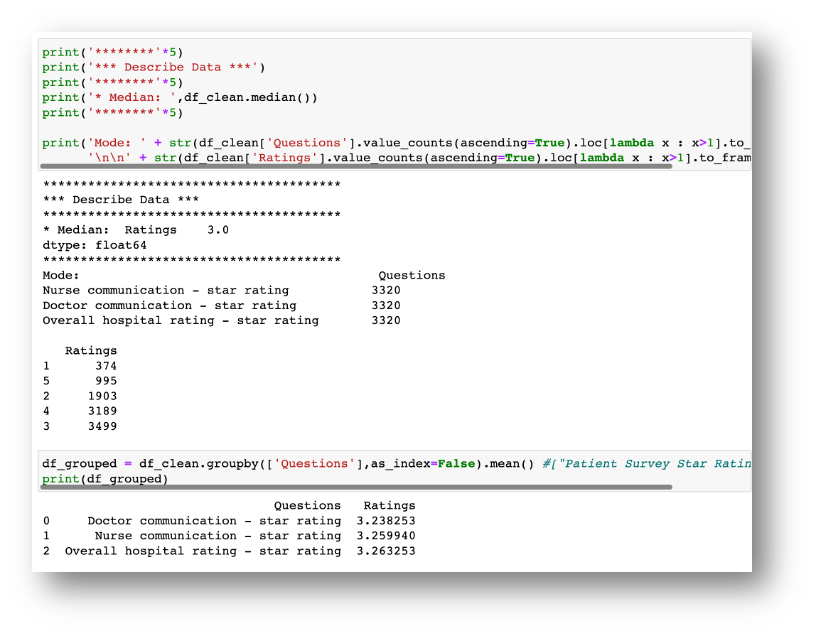 print('********'*5)
print('*** Describe Data ***')
print('********'*5)
print('* Median: ',df_clean.median())
print('********'*5)
print('Mode: ' + str(df_clean['Questions'].value_counts(ascending=True).loc[lambda x : x>1].to_
'\n\n' + str(df_clean['Ratings'].value_counts(ascending=True).loc[lambda x : x>1].to_fram
****************************************
*** Describe Data ***
****************************************
* Median:  Ratings    3.0
dtype: float64
****************************************
Mode:                                        Questions
Nurse communication - star rating           3320
Doctor communication - star rating          3320
Overall hospital rating - star rating       3320
   Ratings
1      374
5      995
2     1903
4     3189
3     3499
df_grouped = df_clean.groupby(['Questions'],as_index=False).mean() #["Patient Survey Star Ratin
print(df_grouped)
                               Questions   Ratings
0     Doctor communication - star rating  3.238253
1      Nurse communication - star rating  3.259940
2  Overall hospital rating - star rating  3.263253